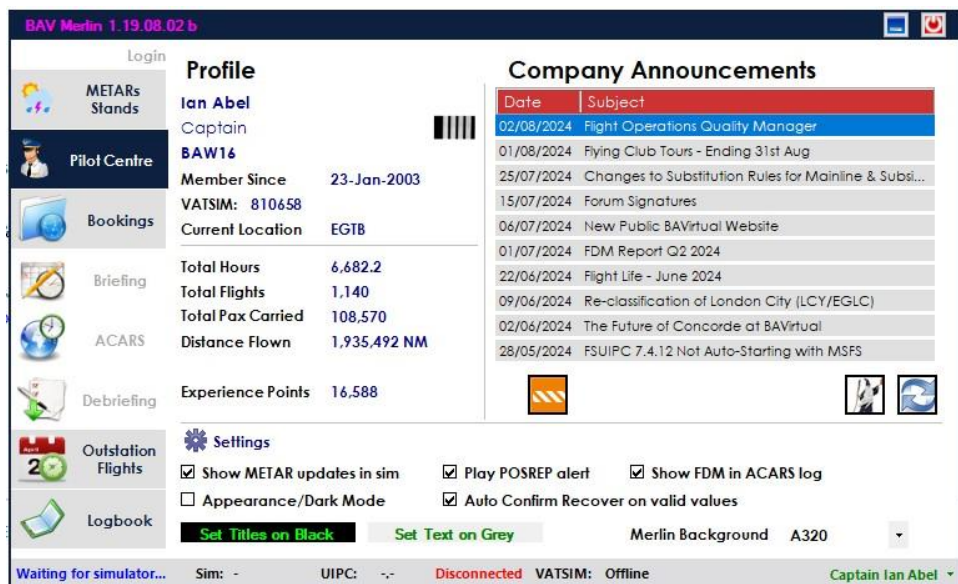 BAV Merlin 1.19.08.02 b
Login
METARs
Stands
Pilot Centre
Bookings
Briefing
ACARS
Debriefing
Outstation
Flights
Logbook
Profile
Ian Abel
Captain
BAW16
Member Since 23-Jan-2003
VATSIM: 810658
Current Location EGTB
Total Hours 6,682.2
Total Flights 1,140
Total Pax Carried 108,570
Distance Flown 1,935,492 NM
Experience Points 16,588
Company Announcements
Date Subject
02/08/2024 Flight Operations Quality Manager
01/08/2024 Flying Club Tours - Ending 31st Aug
25/07/2024 Changes to Substitution Rules for Mainline & Subsi...
15/07/2024 Forum Signatures
06/07/2024 New Public BAVirtual Website
01/07/2024 FDM Report Q2 2024
22/06/2024 Flight Life - June 2024
09/06/2024 Re-classification of London City (LCY/EGLC)
02/06/2024 The Future of Concorde at BAVirtual
28/05/2024 FSUIPC 7.4.12 Not Auto-Starting with MSFS
Settings
Show METAR updates in sim Play POSREP alert Show FDM in ACARS log
Appearance/Dark Mode Auto Confirm Recover on valid values
Set Titles on Black Set Text on Grey Merlin Background A320
Waiting for simulator... Sim: - UIPC: -.- Disconnected VATSIM: Offline Captain Ian Abel